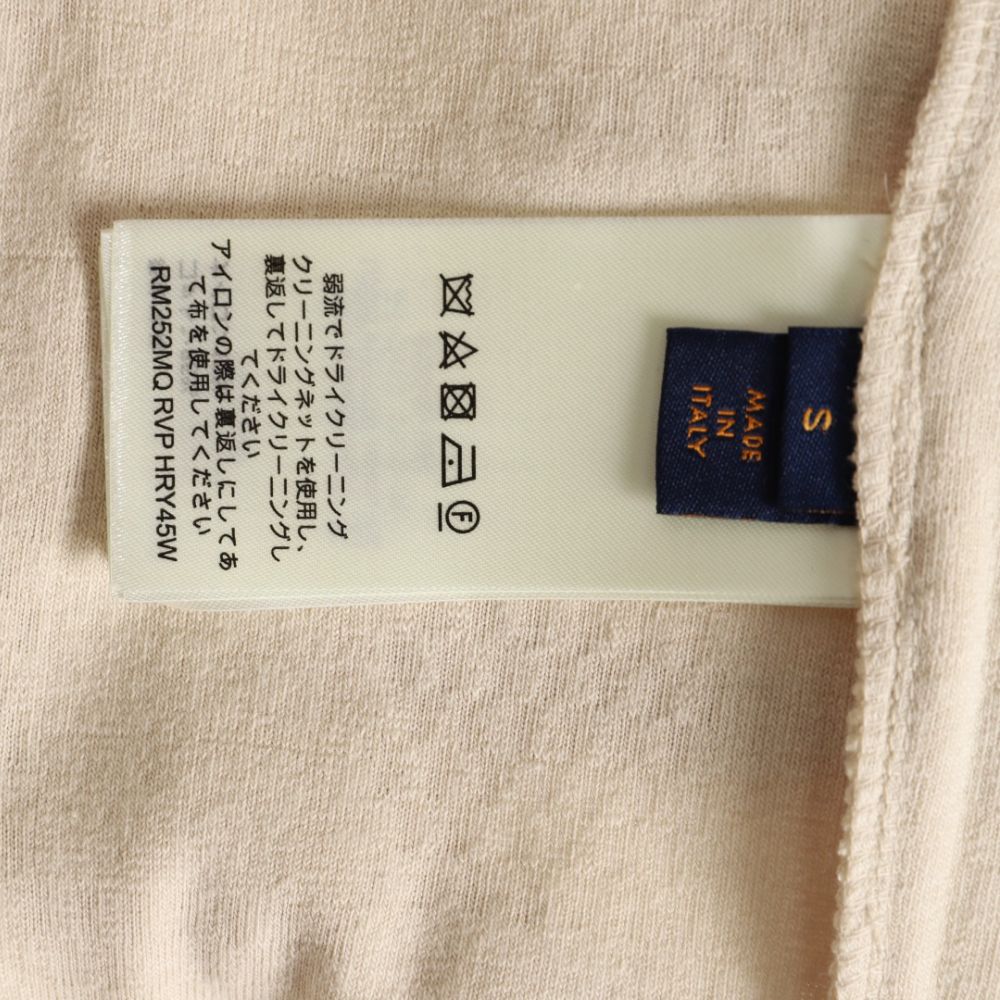 S
MADE
IN
ITALY
F
弱流でドライクリーニング
クリーニングネットを使用し、
裏返してドライクリーニングし
てください
アイロンの際は裏返しにしてあ
て布を使用してください
RM252MQ RVP HRY45W